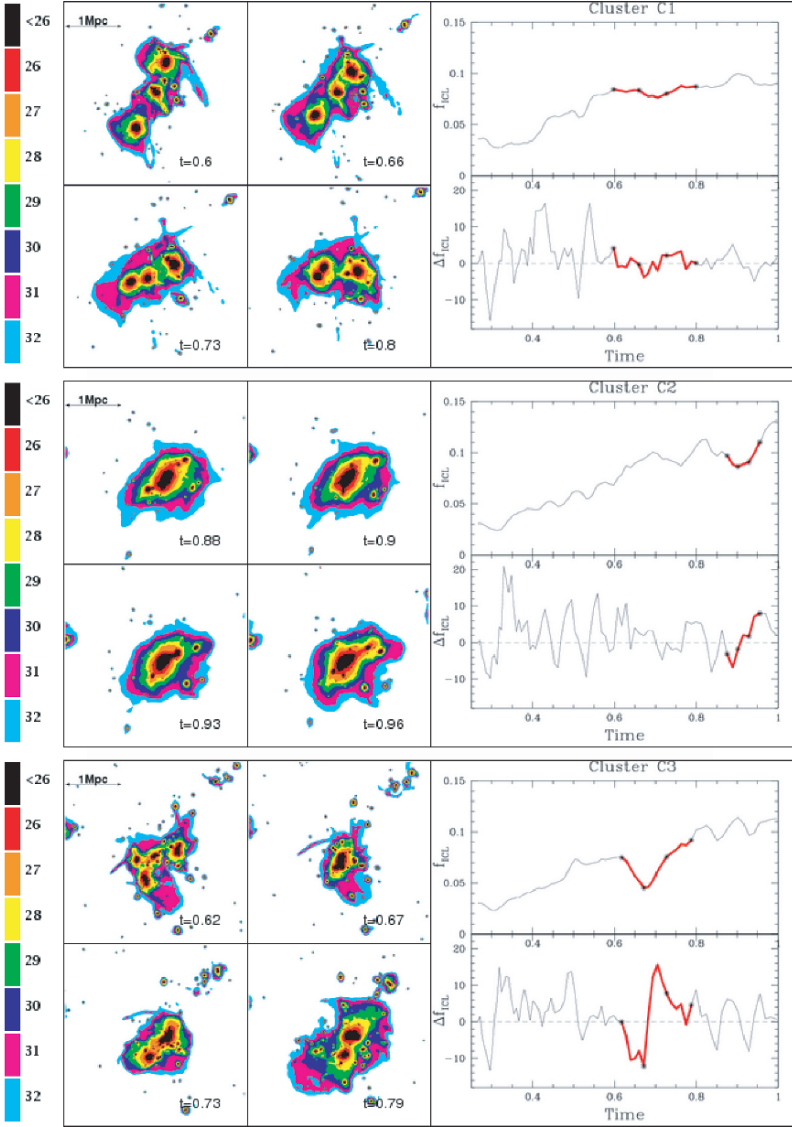 <26
26
27
28
29
30
31
32
1Mpc
t=0.6
t=0.66
t=0.73
t=0.8
Cluster C1
0.15
0.1
0.05
0
f_ICL
20
10
0
−10
Δf_ICL
0.4
0.6
0.8
1
Time
<26
26
27
28
29
30
31
32
1Mpc
t=0.88
t=0.9
t=0.93
t=0.96
Cluster C2
0.15
0.1
0.05
0
f_ICL
20
10
0
−10
Δf_ICL
0.4
0.6
0.8
1
Time
<26
26
27
28
29
30
31
32
1Mpc
t=0.62
t=0.67
t=0.73
t=0.79
Cluster C3
0.15
0.1
0.05
0
f_ICL
20
10
0
−10
Δf_ICL
0.4
0.6
0.8
1
Time